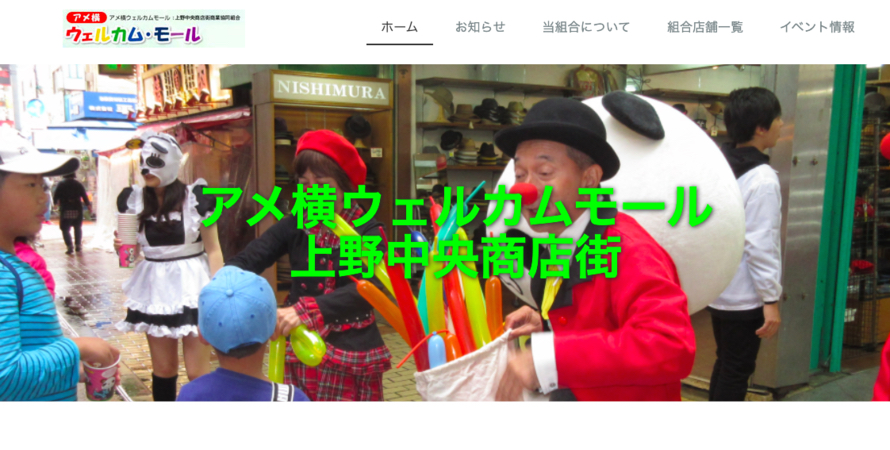 アメ横
アメ横ウェルカムモール:上野中央商店街商業協同組合
ウェルカム・モール
ホーム
お知らせ
当組合について
組合店舗一覧
イベント情報
NISHIMURA
アメ横ウェルカムモール
上野中央商店街